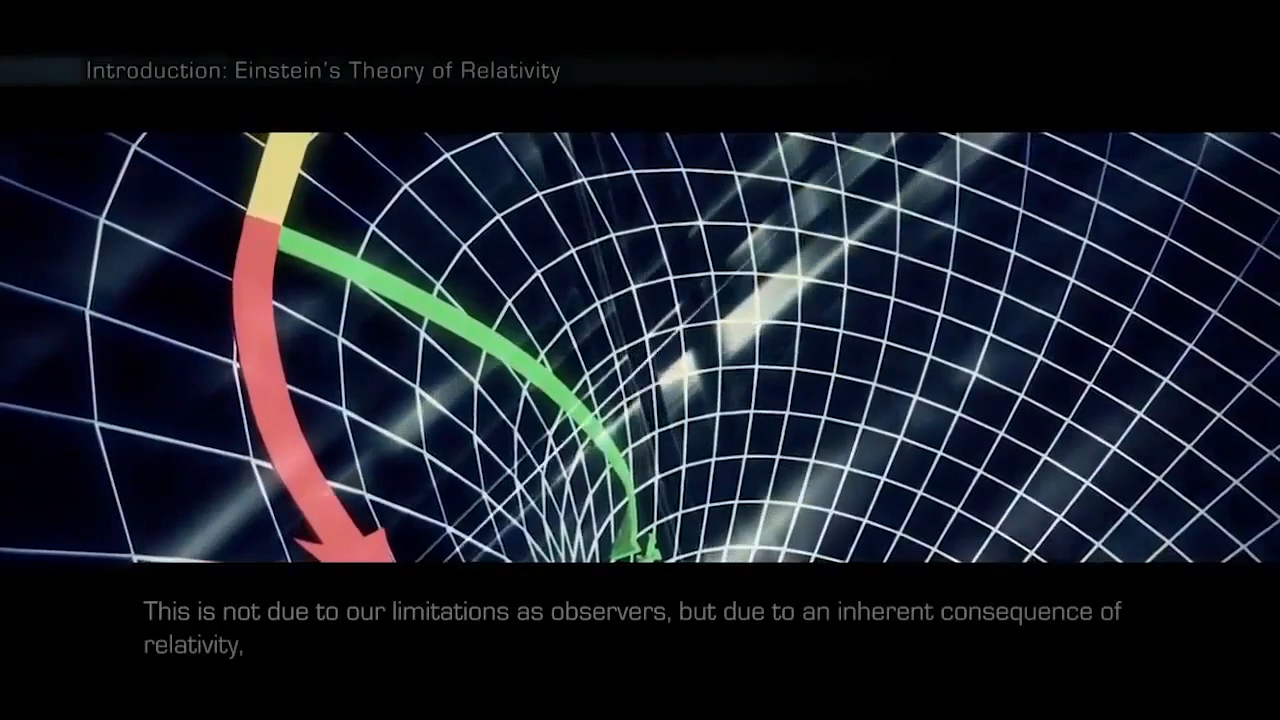 Introduction: Einstein's Theory of Relativity
This is not due to our limitations as observers, but due to an inherent consequence of
relativity,